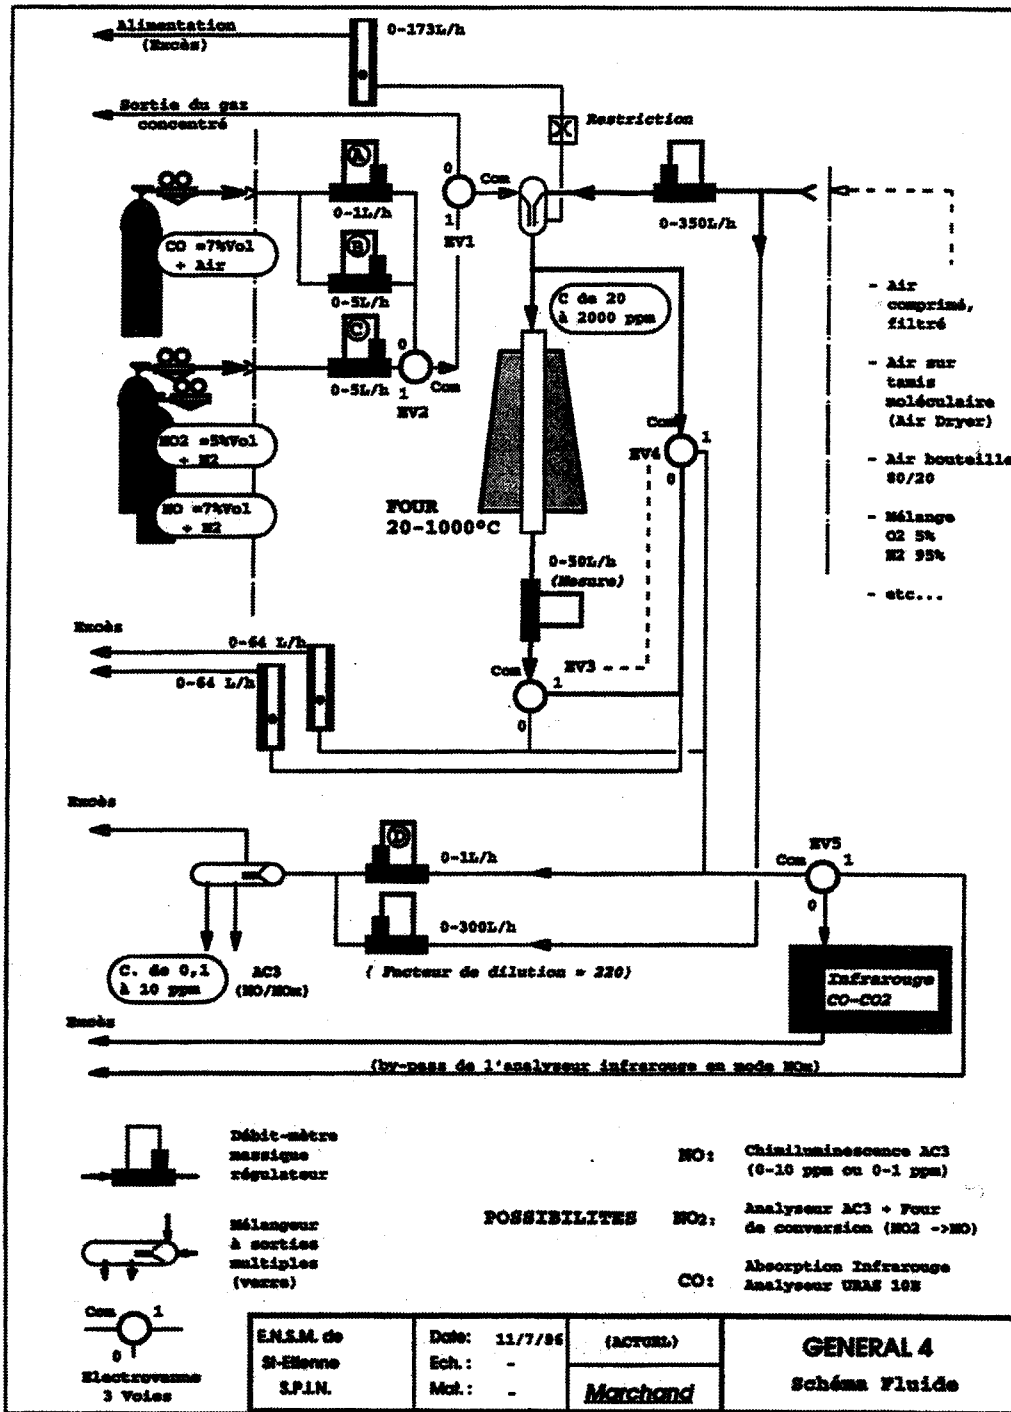 Alimentation
(Excès)
0-173L/h
Sortie du gaz
concentré
Restriction
A
0
Com
0-1L/h
1
EV1
0-350L/h
CO =7%Vol
+ Air
B
0-5L/h
C de 20
à 2000 ppm
- Air
comprimé,
filtré
C
0
0-5L/h
Com
1
EV2
- Air sur
tamis
moléculaire
(Air Dryer)
NO2 =5%Vol
+ N2
Com
1
EV4
0
- Air bouteille
80/20
NO =7%Vol
+ N2
FOUR
20-1000°C
- Mélange
O2 5%
N2 95%
0-50L/h
(Mesure)
- etc...
Excès
0-64 L/h
0-64 L/h
Com
EV3
1
0
Excès
D
0-1L/h
EV5
Com
1
0
0-300L/h
C. de 0,1
à 10 ppm
AC3
(NO/NOx)
( Facteur de dilution = 220)
Infrarouge
CO-CO2
Excès
(by-pass de l'analyseur infrarouge en mode NOx)
Débit-mètre
massique
régulateur
Mélangeur
à sorties
multiples
(verre)
Com
1
0
Electrovanne
3 Voies
POSSIBILITES
NO:
Chimiluminescence AC3
(0-10 ppm ou 0-1 ppm)
NO2:
Analyseur AC3 + Four
de conversion (NO2 ->NO)
CO:
Absorption Infrarouge
Analyseur URAS 10E
E.N.S.M. de
St-Etienne
S.P.I.N.
Date: 11/7/96
Ech.: -
Mat.: -
(ACTUEL)
Marchand
GENERAL 4
Schéma Fluide